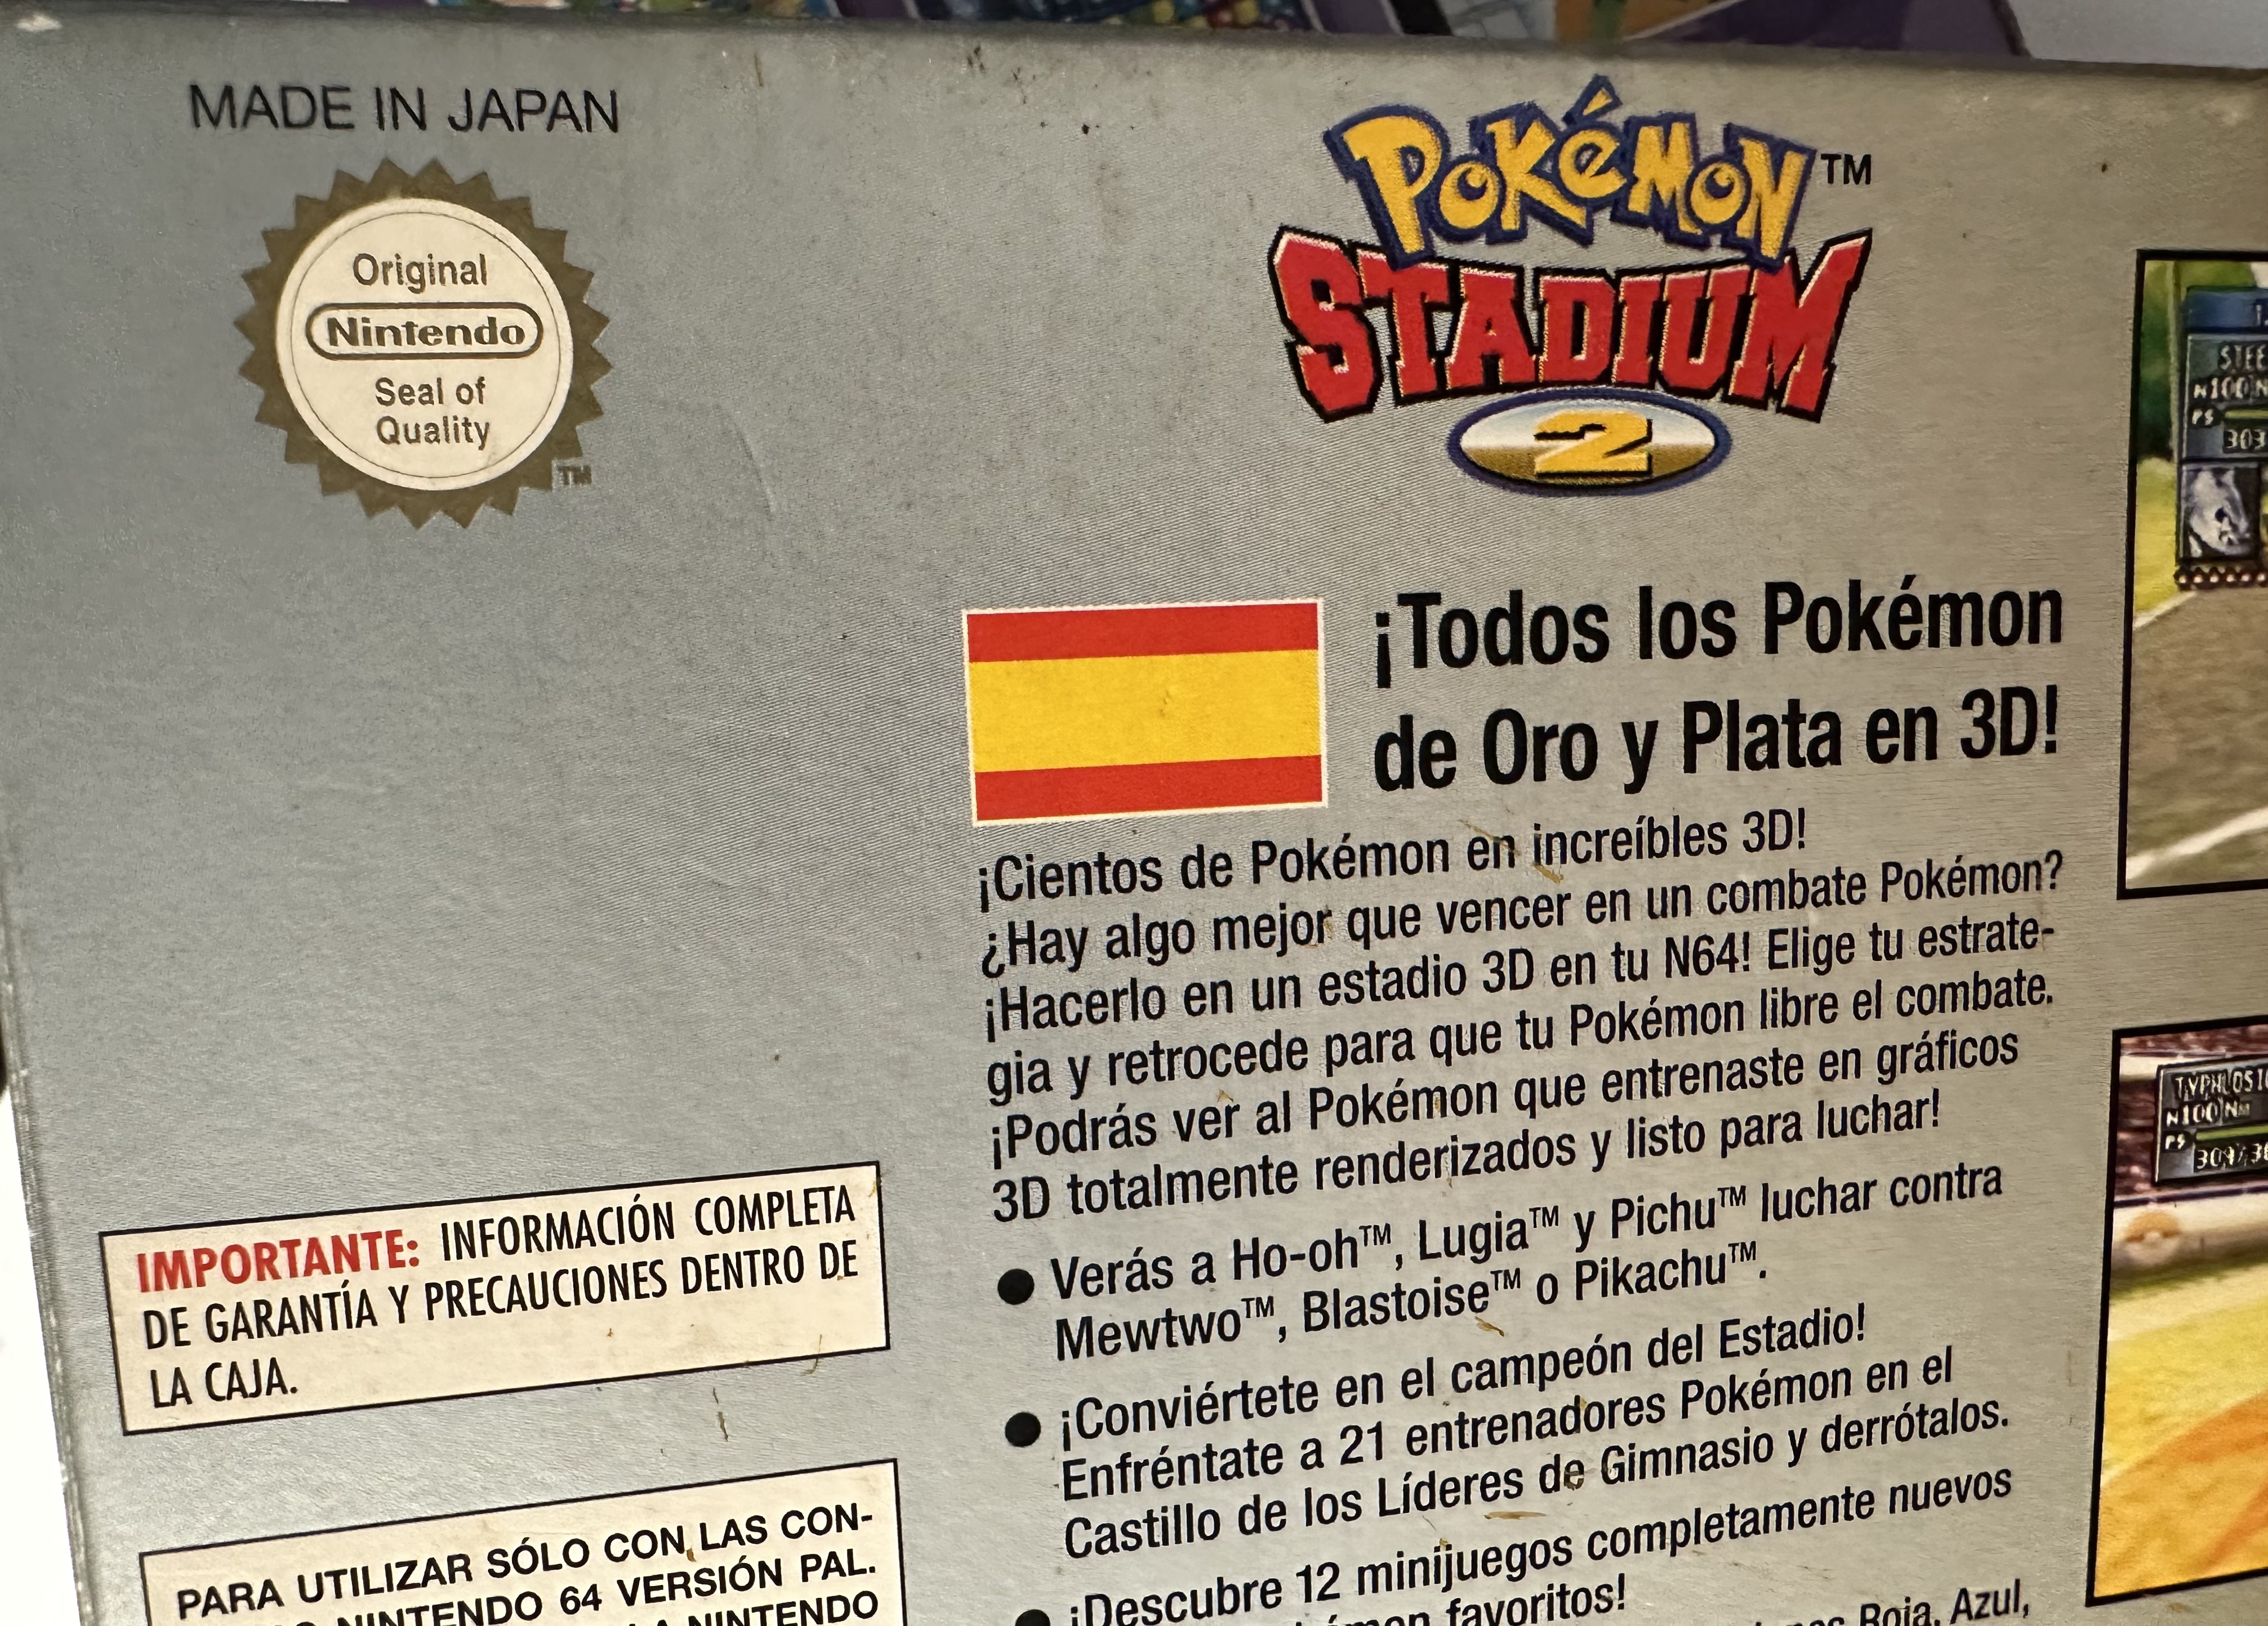 MADE IN JAPAN
Original
Nintendo
Seal of
Quality
TM
POKéMON TM
STADIUM
2
¡Todos los Pokémon
de Oro y Plata en 3D!
¡Cientos de Pokémon en increíbles 3D!
¿Hay algo mejor que vencer en un combate Pokémon?
¡Hacerlo en un estadio 3D en tu N64! Elige tu estrate-
gia y retrocede para que tu Pokémon libre el combate.
¡Podrás ver al Pokémon que entrenaste en gráficos
3D totalmente renderizados y listo para luchar!
● Verás a Ho-oh™, Lugia™ y Pichu™ luchar contra
Mewtwo™, Blastoise™ o Pikachu™.
● ¡Conviértete en el campeón del Estadio!
Enfréntate a 21 entrenadores Pokémon en el
Castillo de los Líderes de Gimnasio y derrótalos.
● ¡Descubre 12 minijuegos completamente nuevos
favoritos!
Roja, Azul,
IMPORTANTE: INFORMACIÓN COMPLETA
DE GARANTÍA Y PRECAUCIONES DENTRO DE
LA CAJA.
PARA UTILIZAR SÓLO CON LAS CON-
NINTENDO 64 VERSIÓN PAL.
NINTENDO